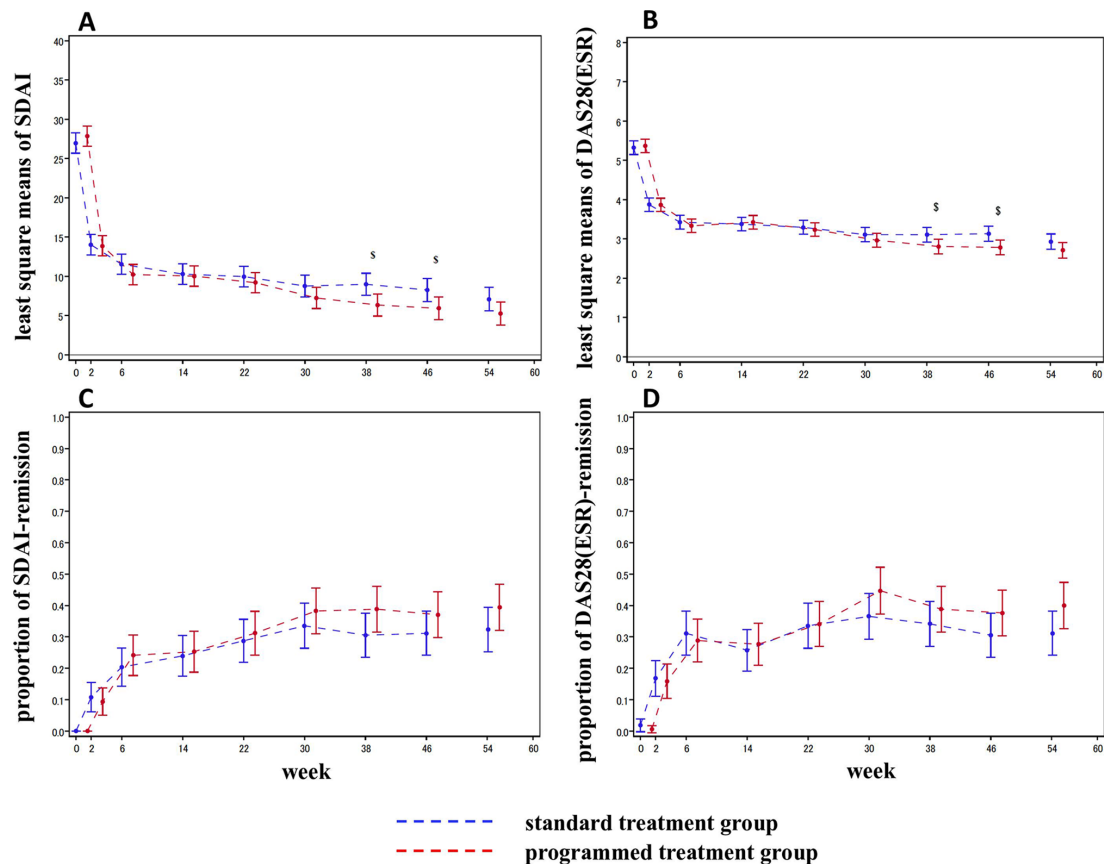 A
least square means of SDAI
40
35
30
25
20
15
10
5
0
$
$
0 2 6 14 22 30 38 46 54 60
B
least square means of DAS28(ESR)
8
7
6
5
4
3
2
1
0
$
$
0 2 6 14 22 30 38 46 54 60
C
proportion of SDAI-remission
1.0
0.9
0.8
0.7
0.6
0.5
0.4
0.3
0.2
0.1
0.0
0 2 6 14 22 30 38 46 54 60
week
D
proportion of DAS28(ESR)-remission
1.0
0.9
0.8
0.7
0.6
0.5
0.4
0.3
0.2
0.1
0.0
0 2 6 14 22 30 38 46 54 60
week
standard treatment group
programmed treatment group